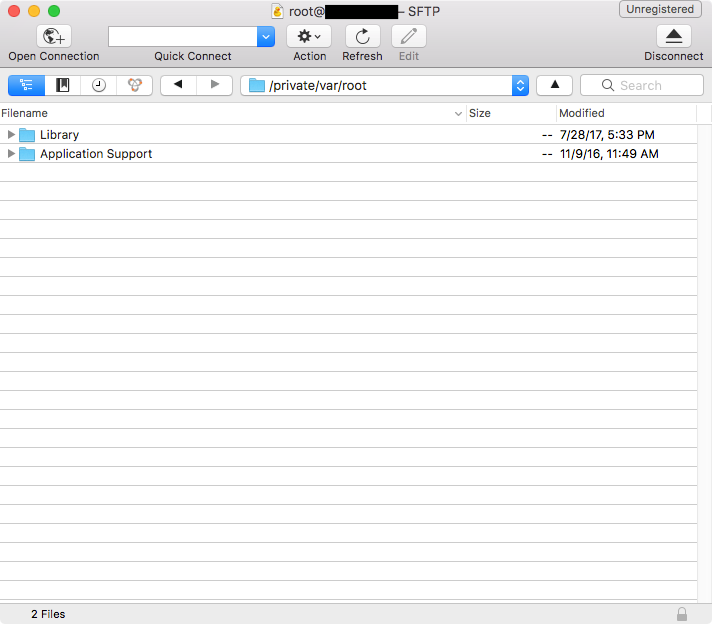 root@ – SFTP
Unregistered
Open Connection
Quick Connect
Action
Refresh
Edit
Disconnect
/private/var/root
Search
Filename Size Modified
Library -- 7/28/17, 5:33 PM
Application Support -- 11/9/16, 11:49 AM
2 Files